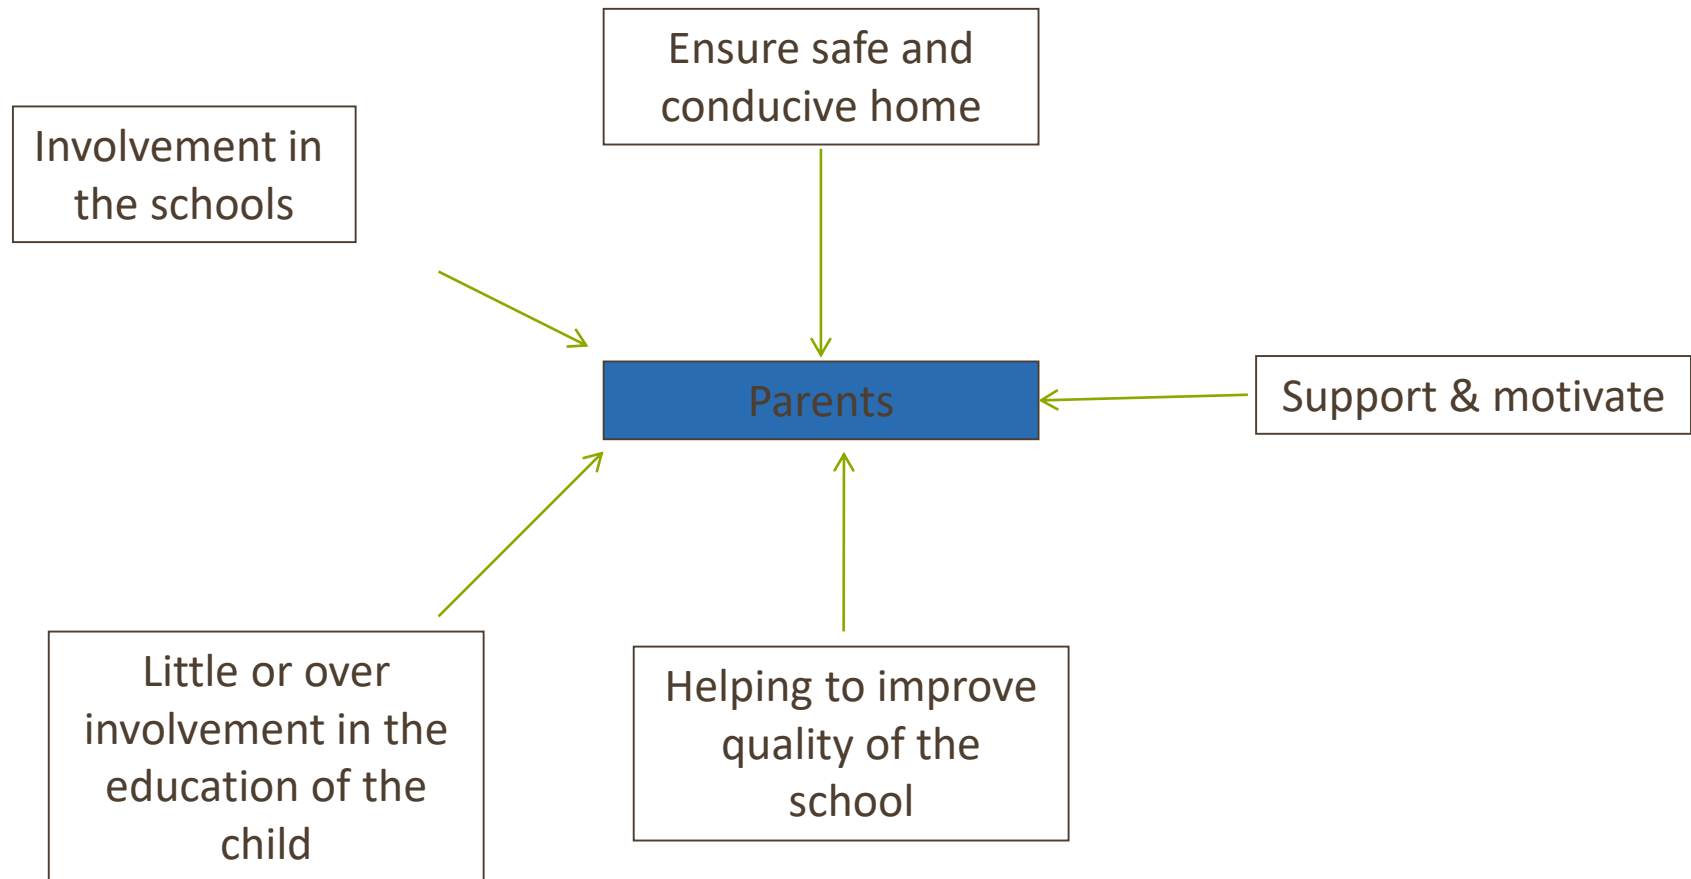 Ensure safe and
conducive home
Involvement in
the schools
Parents
Support & motivate
Little or over
involvement in the
education of the
child
Helping to improve
quality of the
school